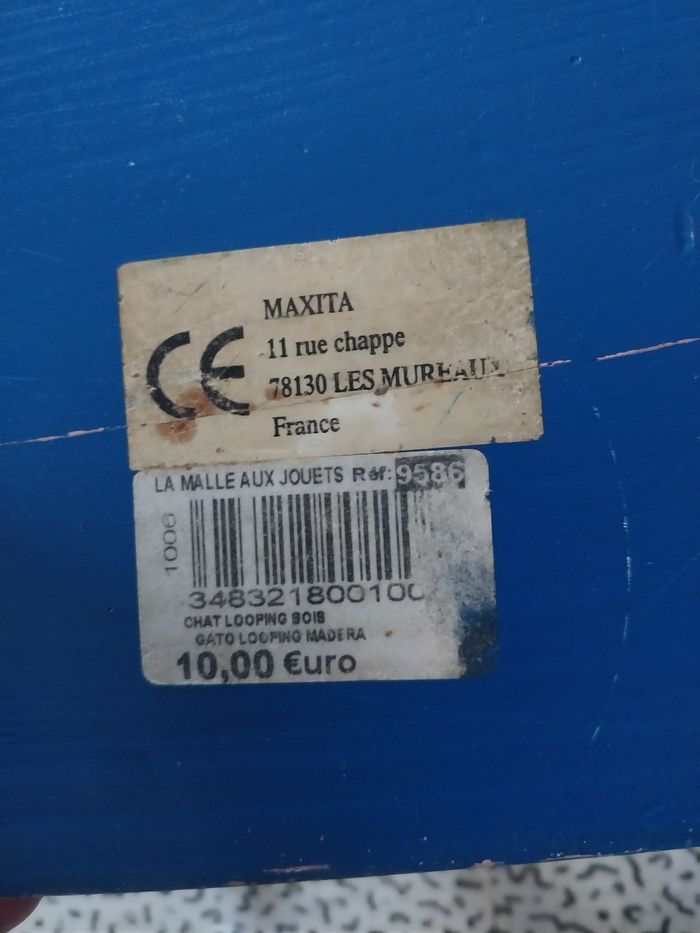 MAXITA
CE
11 rue chappe
78130 LES MUREAUX
France
LA MALLE AUX JOUETS Réf: 9586
1006
348321800100
CHAT LOOPING BOIS
GATO LOOPING MADERA
10,00 €uro